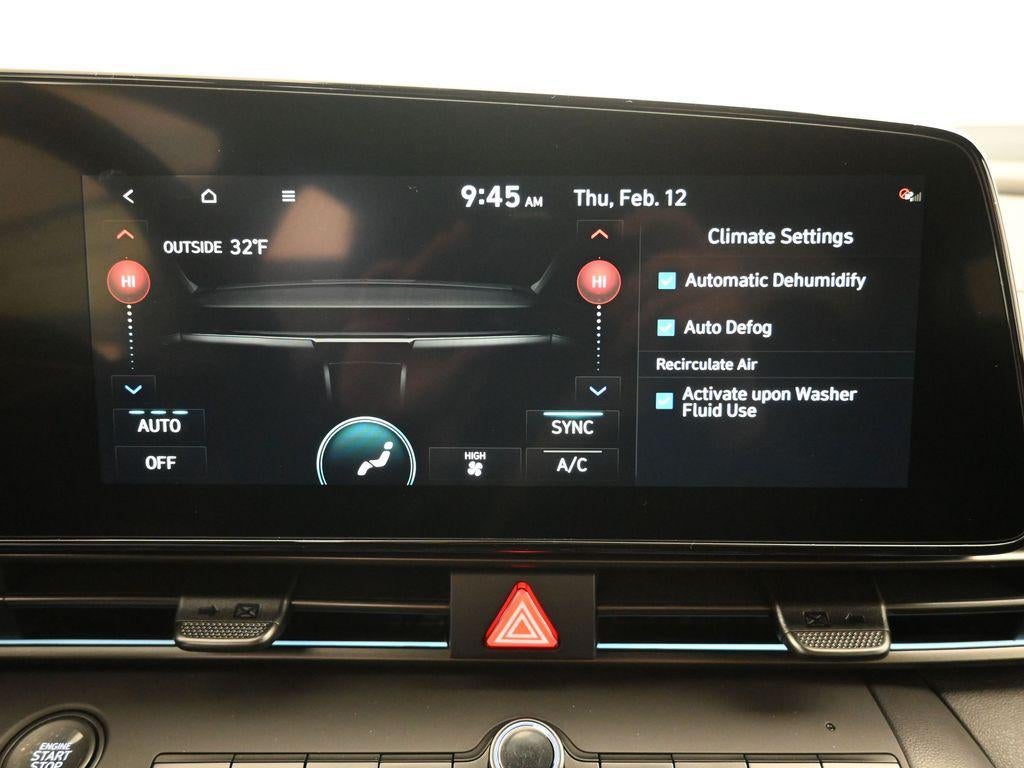 9:45 AM Thu, Feb. 12
OUTSIDE 32°F
HI
HI
AUTO
OFF
HIGH
SYNC
A/C
Climate Settings
Automatic Dehumidify
Auto Defog
Recirculate Air
Activate upon Washer
Fluid Use
ENGINE
START
STOP